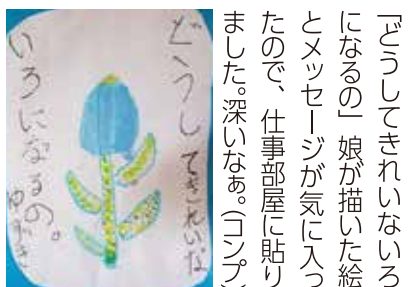 「どうしてきれいないろ
になるの」娘が描いた絵
とメッセージが気に入っ
たので、仕事部屋に貼り
ました。深いなぁ。(コンプ
どうしてきれいな
いろになるの。
ゆづき